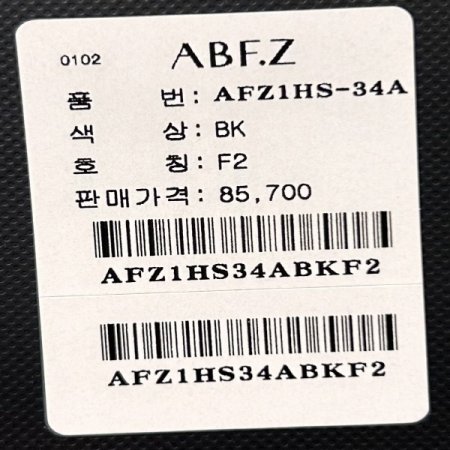 0102 ABF.Z
품 번 : AFZ1HS-34A
색 상 : BK
호 칭 : F2
판매가격 : 85,700
AFZ1HS34ABKF2
AFZ1HS34ABKF2